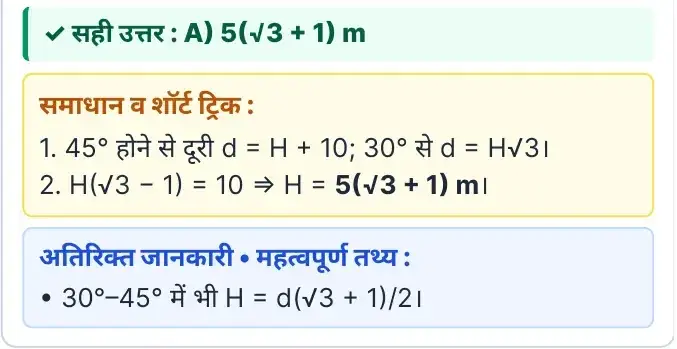 ✓ सही उत्तर : A) 5(√3 + 1) m
समाधान व शॉर्ट ट्रिक :
1. 45° होने से दूरी d = H + 10; 30° से d = H√3।
2. H(√3 − 1) = 10 ⇒ H = 5(√3 + 1) m।
अतिरिक्त जानकारी • महत्वपूर्ण तथ्य :
• 30°–45° में भी H = d(√3 + 1)/2।